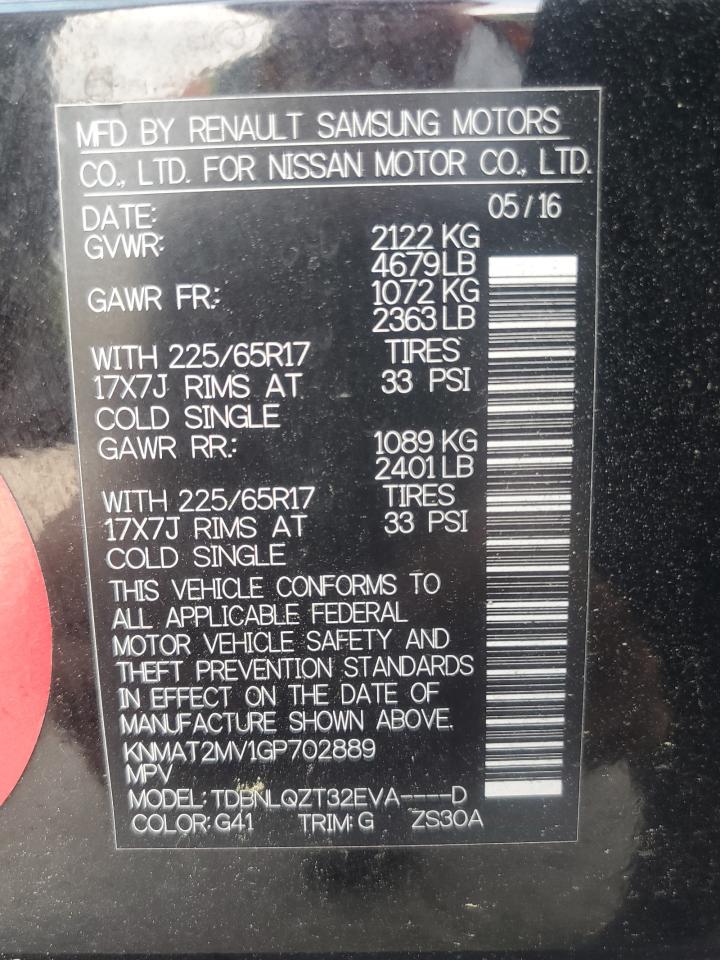 MFD BY RENAULT SAMSUNG MOTORS
CO., LTD. FOR NISSAN MOTOR CO., LTD.
DATE: 05/16
GVWR: 2122 KG
4679 LB
GAWR FR: 1072 KG
2363 LB
WITH 225/65R17 TIRES
17X7J RIMS AT 33 PSI
COLD SINGLE
GAWR RR: 1089 KG
2401 LB
WITH 225/65R17 TIRES
17X7J RIMS AT 33 PSI
COLD SINGLE
THIS VEHICLE CONFORMS TO
ALL APPLICABLE FEDERAL
MOTOR VEHICLE SAFETY AND
THEFT PREVENTION STANDARDS
IN EFFECT ON THE DATE OF
MANUFACTURE SHOWN ABOVE.
KNMAT2MV1GP702889
MPV
MODEL: TDBNLQZT32EVA----D
COLOR: G41 TRIM: G ZS30A